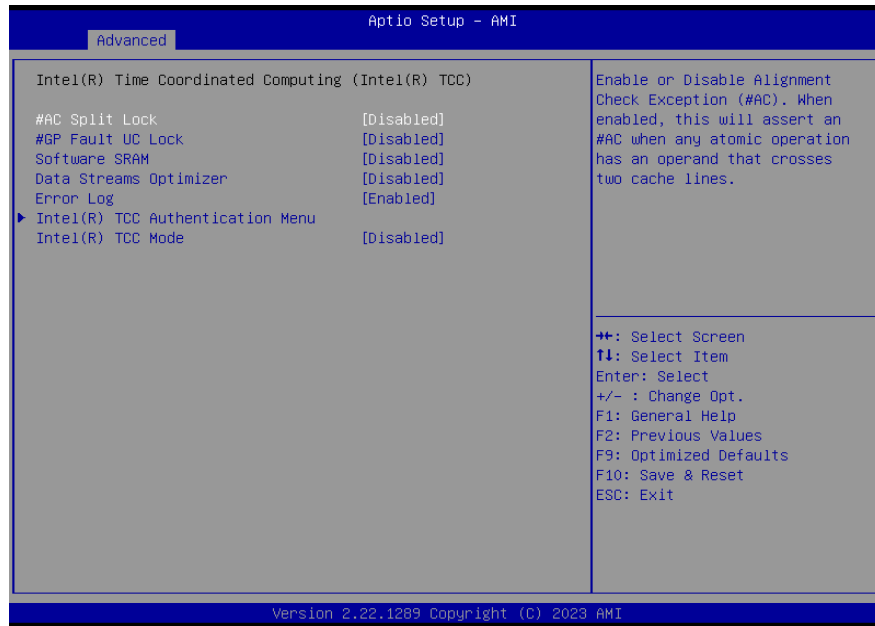 Aptio Setup – AMI
Advanced
Intel(R) Time Coordinated Computing (Intel(R) TCC)
#AC Split Lock [Disabled]
#GP Fault UC Lock [Disabled]
Software SRAM [Disabled]
Data Streams Optimizer [Disabled]
Error Log [Enabled]
Intel(R) TCC Authentication Menu
Intel(R) TCC Mode [Disabled]
Enable or Disable Alignment
Check Exception (#AC). When
enabled, this will assert an
#AC when any atomic operation
has an operand that crosses
two cache lines.
→←: Select Screen
↑↓: Select Item
Enter: Select
+/- : Change Opt.
F1: General Help
F2: Previous Values
F9: Optimized Defaults
F10: Save & Reset
ESC: Exit
Version 2.22.1289 Copyright (C) 2023 AMI